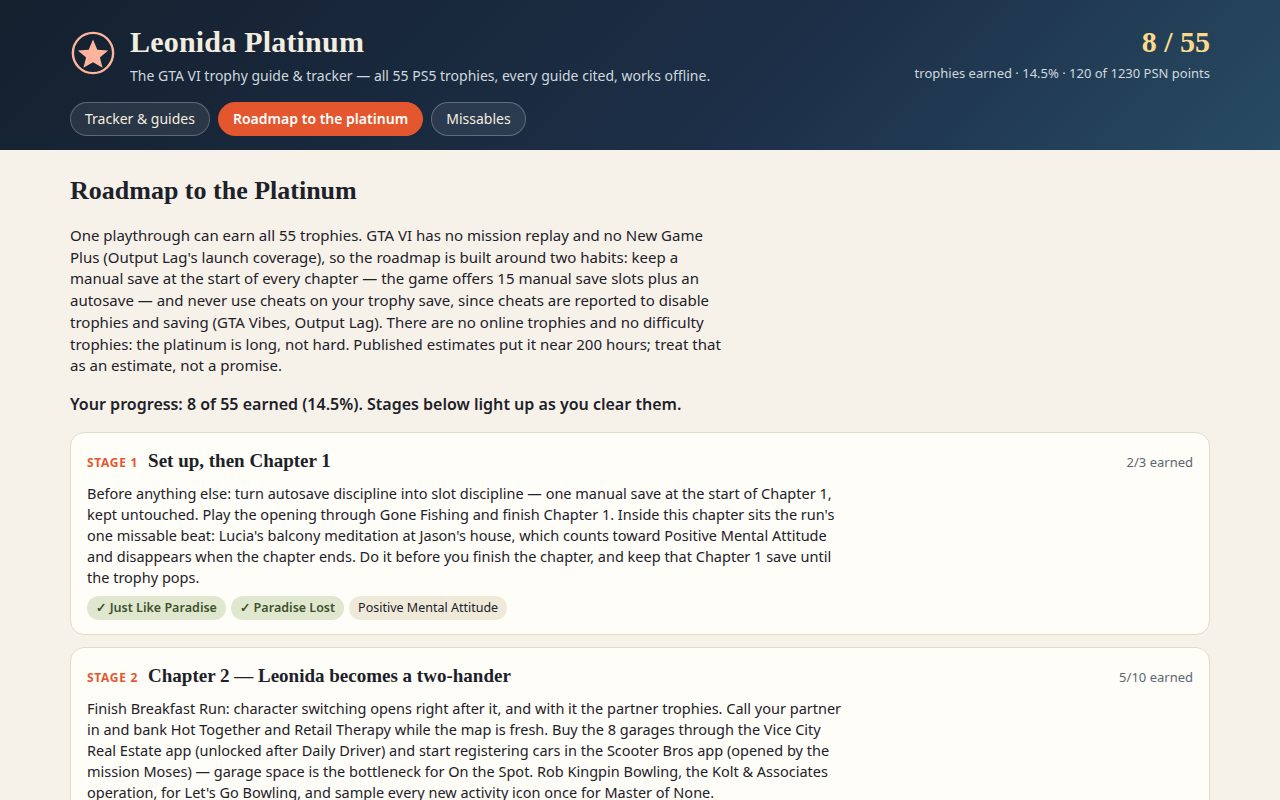 Leonida Platinum
The GTA VI trophy guide & tracker — all 55 PS5 trophies, every guide cited, works offline.
8 / 55
trophies earned · 14.5% · 120 of 1230 PSN points
Tracker & guides
Roadmap to the platinum
Missables
Roadmap to the Platinum
One playthrough can earn all 55 trophies. GTA VI has no mission replay and no New Game
Plus (Output Lag's launch coverage), so the roadmap is built around two habits: keep a
manual save at the start of every chapter — the game offers 15 manual save slots plus an
autosave — and never use cheats on your trophy save, since cheats are reported to disable
trophies and saving (GTA Vibes, Output Lag). There are no online trophies and no difficulty
trophies: the platinum is long, not hard. Published estimates put it near 200 hours; treat that
as an estimate, not a promise.
Your progress: 8 of 55 earned (14.5%). Stages below light up as you clear them.
STAGE 1 Set up, then Chapter 1
2/3 earned
Before anything else: turn autosave discipline into slot discipline — one manual save at the start of Chapter 1,
kept untouched. Play the opening through Gone Fishing and finish Chapter 1. Inside this chapter sits the run's
one missable beat: Lucia's balcony meditation at Jason's house, which counts toward Positive Mental Attitude
and disappears when the chapter ends. Do it before you finish the chapter, and keep that Chapter 1 save until
the trophy pops.
✓ Just Like Paradise
✓ Paradise Lost
Positive Mental Attitude
STAGE 2 Chapter 2 — Leonida becomes a two-hander
5/10 earned
Finish Breakfast Run: character switching opens right after it, and with it the partner trophies. Call your partner
in and bank Hot Together and Retail Therapy while the map is fresh. Buy the 8 garages through the Vice City
Real Estate app (unlocked after Daily Driver) and start registering cars in the Scooter Bros app (opened by the
mission Moses) — garage space is the bottleneck for On the Spot. Rob Kingpin Bowling, the Kolt & Associates
operation, for Let's Go Bowling, and sample every new activity icon once for Master of None.